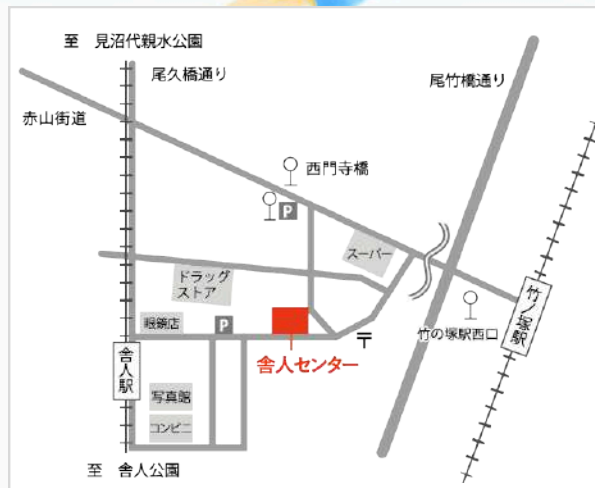 至 見沼代親水公園
尾久橋通り
尾竹橋通り
赤山街道
西門寺橋
P
スーパー
ドラッグ
ストア
竹ノ塚駅
眼鏡店
P
〒
竹の塚駅西口
舎人センター
舎人駅
写真館
コンビニ
至 舎人公園